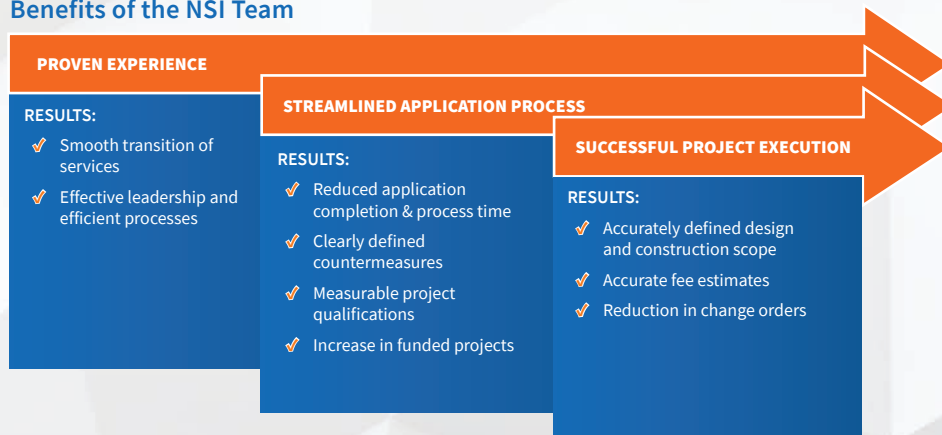 Benefits of the NSI Team
PROVEN EXPERIENCE
RESULTS:
Smooth transition of
services
Effective leadership and
efficient processes
STREAMLINED APPLICATION PROCESS
RESULTS:
Reduced application
completion & process time
Clearly defined
countermeasures
Measurable project
qualifications
Increase in funded projects
SUCCESSFUL PROJECT EXECUTION
RESULTS:
Accurately defined design
and construction scope
Accurate fee estimates
Reduction in change orders